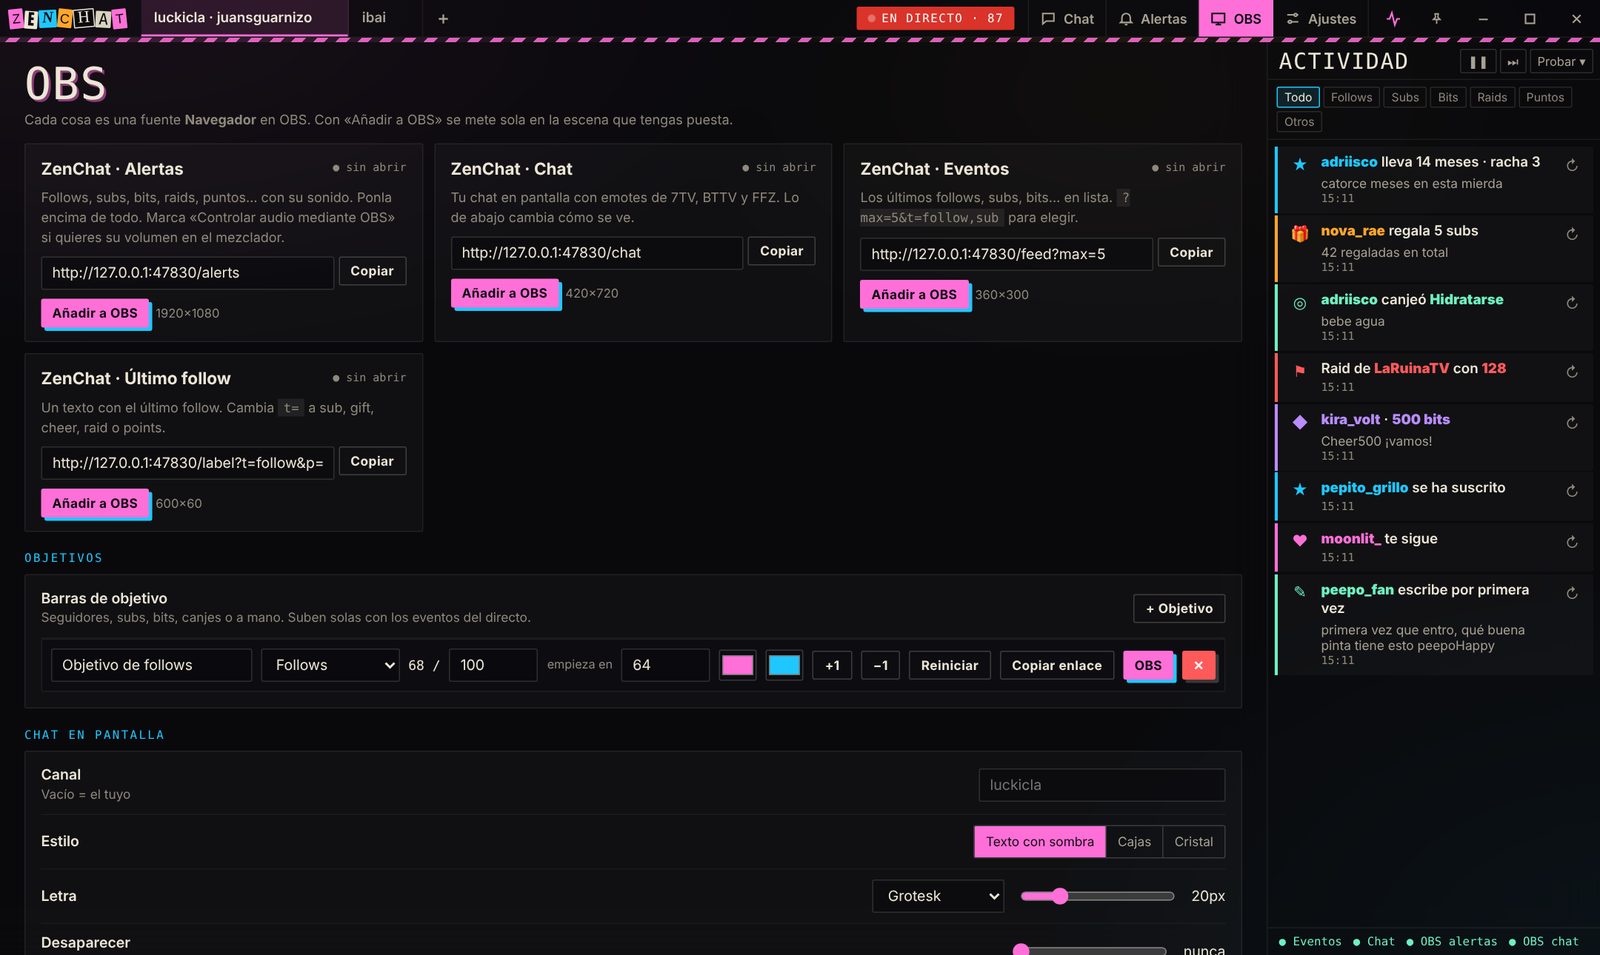 ZENCHAT
luckicla · juansguarnizo
ibai
+
EN DIRECTO · 87
Chat
Alertas
OBS
Ajustes
OBS
Cada cosa es una fuente Navegador en OBS. Con «Añadir a OBS» se mete sola en la escena que tengas puesta.
ZenChat · Alertas
sin abrir
Follows, subs, bits, raids, puntos... con su sonido. Ponla
encima de todo. Marca «Controlar audio mediante OBS»
si quieres su volumen en el mezclador.
http://127.0.0.1:47830/alerts
Copiar
Añadir a OBS
1920×1080
ZenChat · Chat
sin abrir
Tu chat en pantalla con emotes de 7TV, BTTV y FFZ. Lo
de abajo cambia cómo se ve.
http://127.0.0.1:47830/chat
Copiar
Añadir a OBS
420×720
ZenChat · Eventos
sin abrir
Los últimos follows, subs, bits... en lista. ?
max=5&t=follow,sub para elegir.
http://127.0.0.1:47830/feed?max=5
Copiar
Añadir a OBS
360×300
ZenChat · Último follow
sin abrir
Un texto con el último follow. Cambia t= a sub, gift,
cheer, raid o points.
http://127.0.0.1:47830/label?t=follow&p=
Copiar
Añadir a OBS
600×60
OBJETIVOS
Barras de objetivo
Seguidores, subs, bits, canjes o a mano. Suben solas con los eventos del directo.
+ Objetivo
Objetivo de follows
Follows
68 /
100
empieza en
64
+1
−1
Reiniciar
Copiar enlace
OBS
×
CHAT EN PANTALLA
Canal
Vacío = el tuyo
luckicla
Estilo
Texto con sombra
Cajas
Cristal
Letra
Grotesk
20px
Desaparecer
nunca
ACTIVIDAD
Probar ▾
Todo
Follows
Subs
Bits
Raids
Puntos
Otros
adriisco lleva 14 meses · racha 3
catorce meses en esta mierda
15:11
nova_rae regala 5 subs
42 regaladas en total
15:11
adriisco canjeó Hidratarse
bebe agua
15:11
Raid de LaRuinaTV con 128
15:11
kira_volt · 500 bits
Cheer500 ¡vamos!
15:11
pepito_grillo se ha suscrito
15:11
moonlit_ te sigue
15:11
peepo_fan escribe por primera
vez
primera vez que entro, qué buena
pinta tiene esto peepoHappy
15:11
Eventos
Chat
OBS alertas
OBS chat